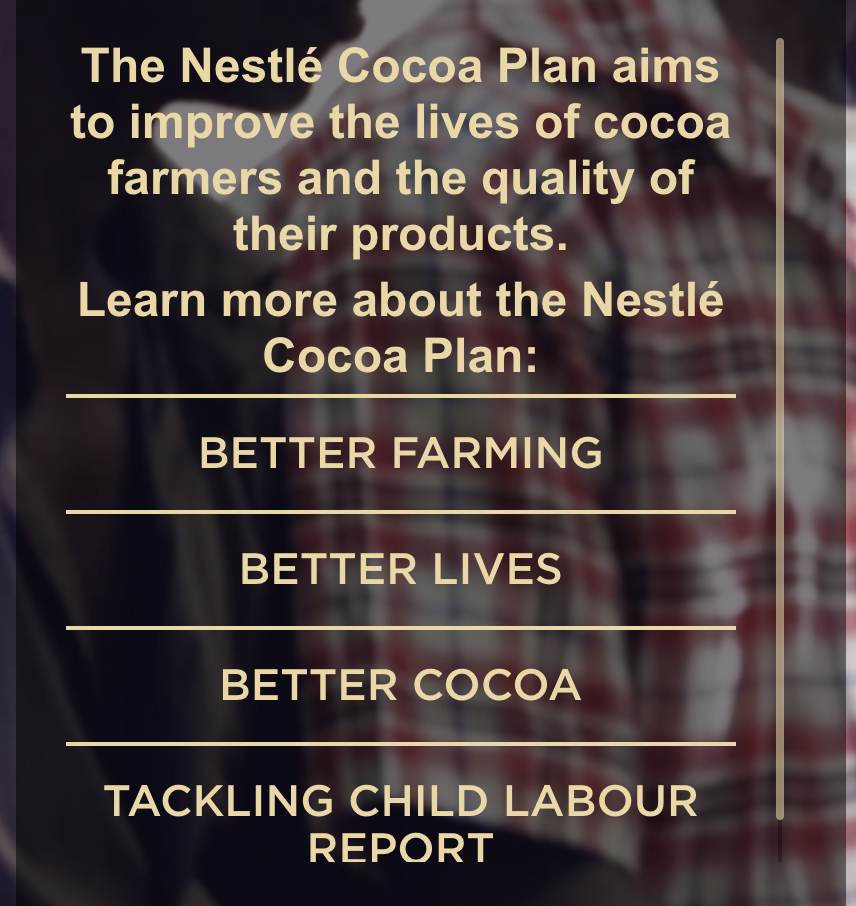 The Nestlé Cocoa Plan aims
to improve the lives of cocoa
farmers and the quality of
their products.
Learn more about the Nestlé
Cocoa Plan:
BETTER FARMING
BETTER LIVES
BETTER COCOA
TACKLING CHILD LABOUR
REPORT